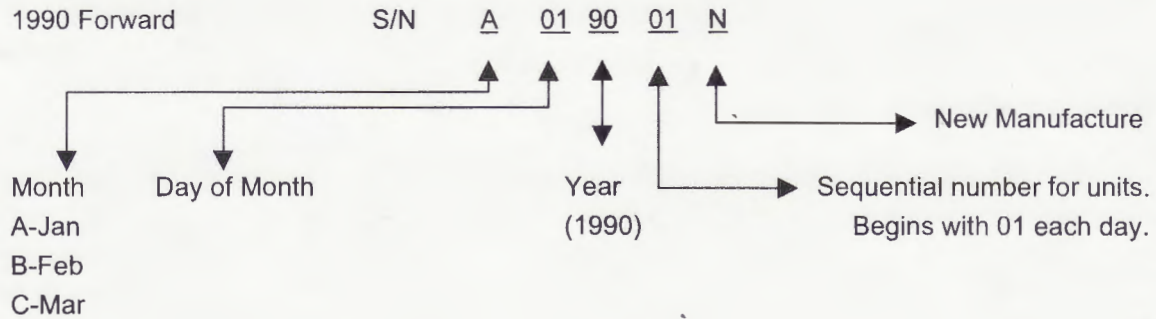 1990 Forward S/N A 01 90 01 N
New Manufacture
Month Day of Month Year Sequential number for units.
A-Jan (1990) Begins with 01 each day.
B-Feb
C-Mar